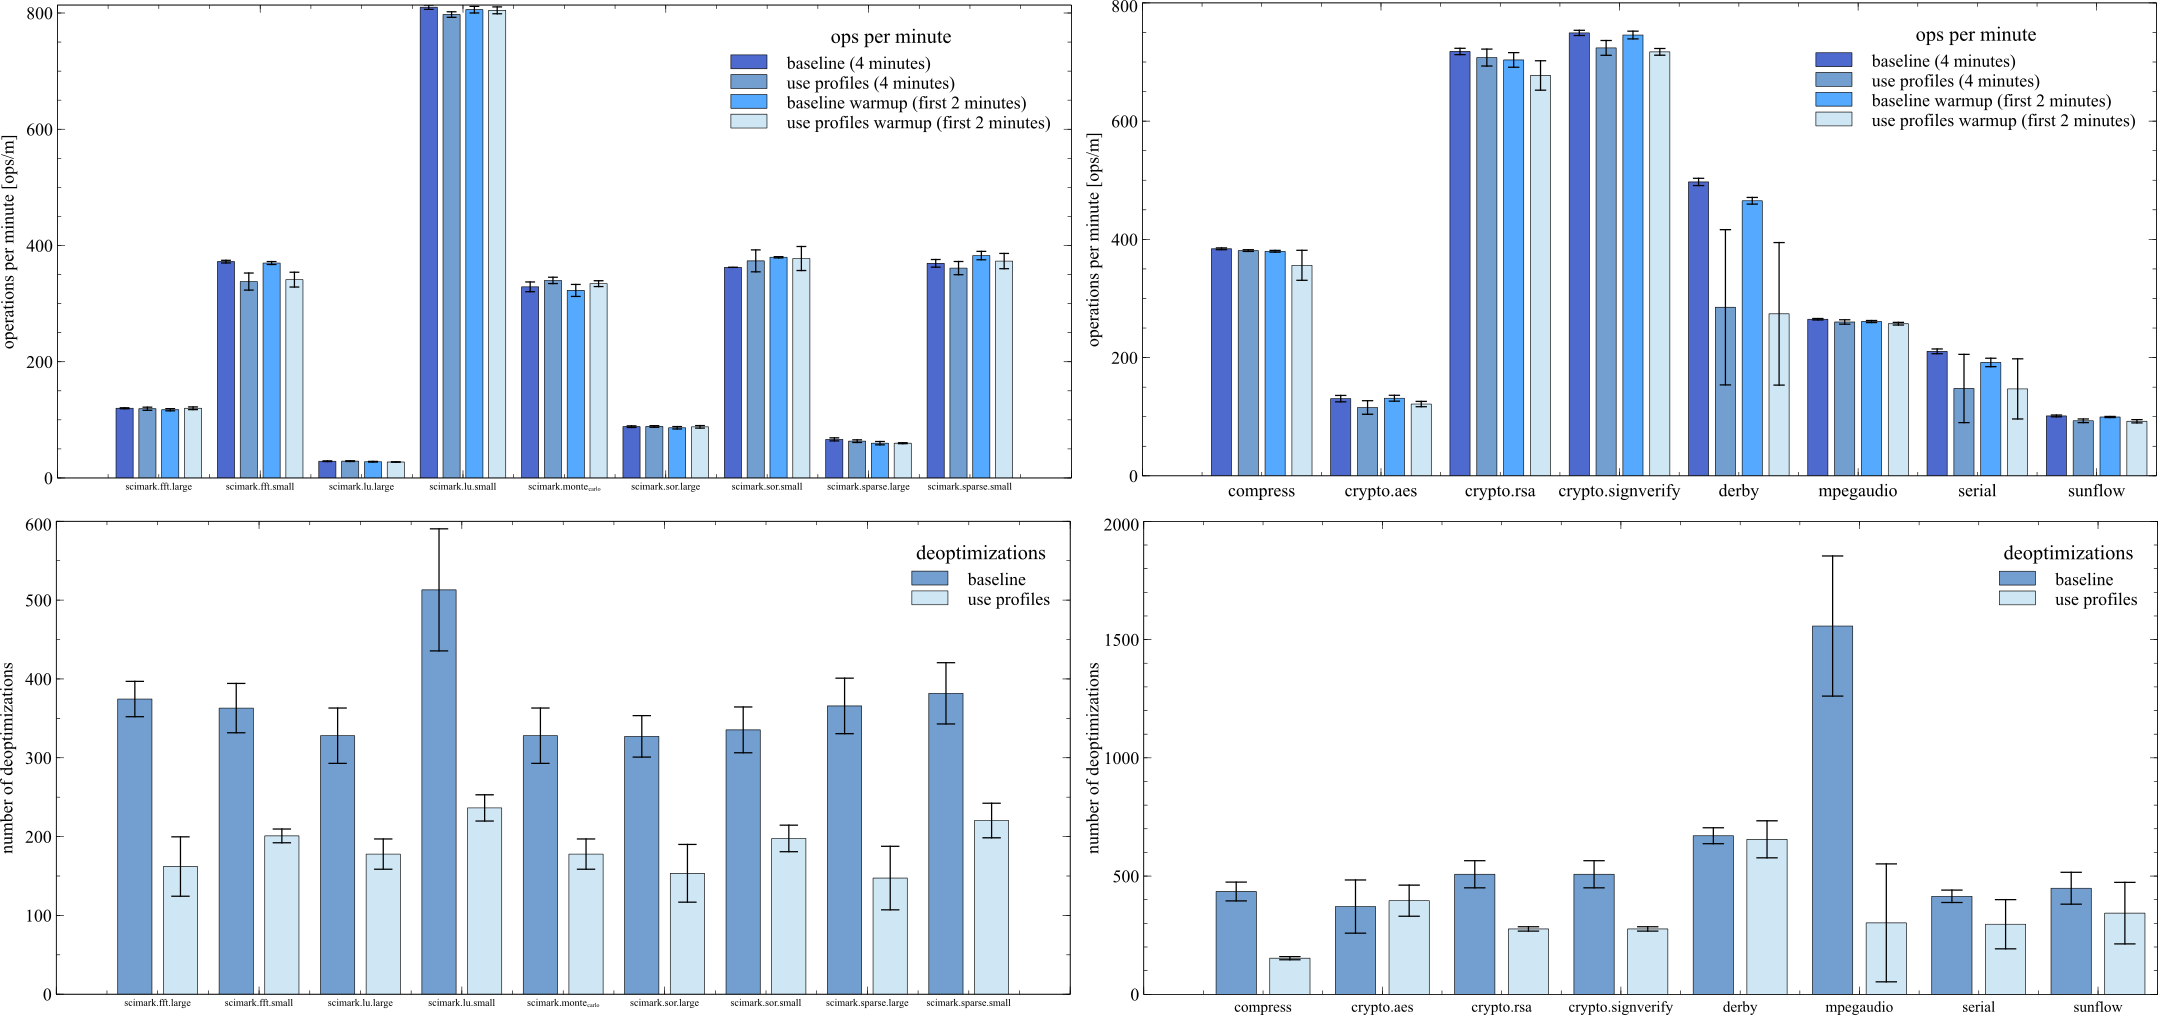 operations per minute [ops/m]
800
600
400
200
0
ops per minute
baseline (4 minutes)
use profiles (4 minutes)
baseline warmup (first 2 minutes)
use profiles warmup (first 2 minutes)
scimark.fft.large scimark.fft.small scimark.lu.large scimark.lu.small scimark.monte_carlo scimark.sor.large scimark.sor.small scimark.sparse.large scimark.sparse.small
operations per minute [ops/m]
800
600
400
200
0
ops per minute
baseline (4 minutes)
use profiles (4 minutes)
baseline warmup (first 2 minutes)
use profiles warmup (first 2 minutes)
compress crypto.aes crypto.rsa crypto.signverify derby mpegaudio serial sunflow
number of deoptimizations
600
500
400
300
200
100
0
deoptimizations
baseline
use profiles
scimark.fft.large scimark.fft.small scimark.lu.large scimark.lu.small scimark.monte_carlo scimark.sor.large scimark.sor.small scimark.sparse.large scimark.sparse.small
number of deoptimizations
2000
1500
1000
500
0
deoptimizations
baseline
use profiles
compress crypto.aes crypto.rsa crypto.signverify derby mpegaudio serial sunflow